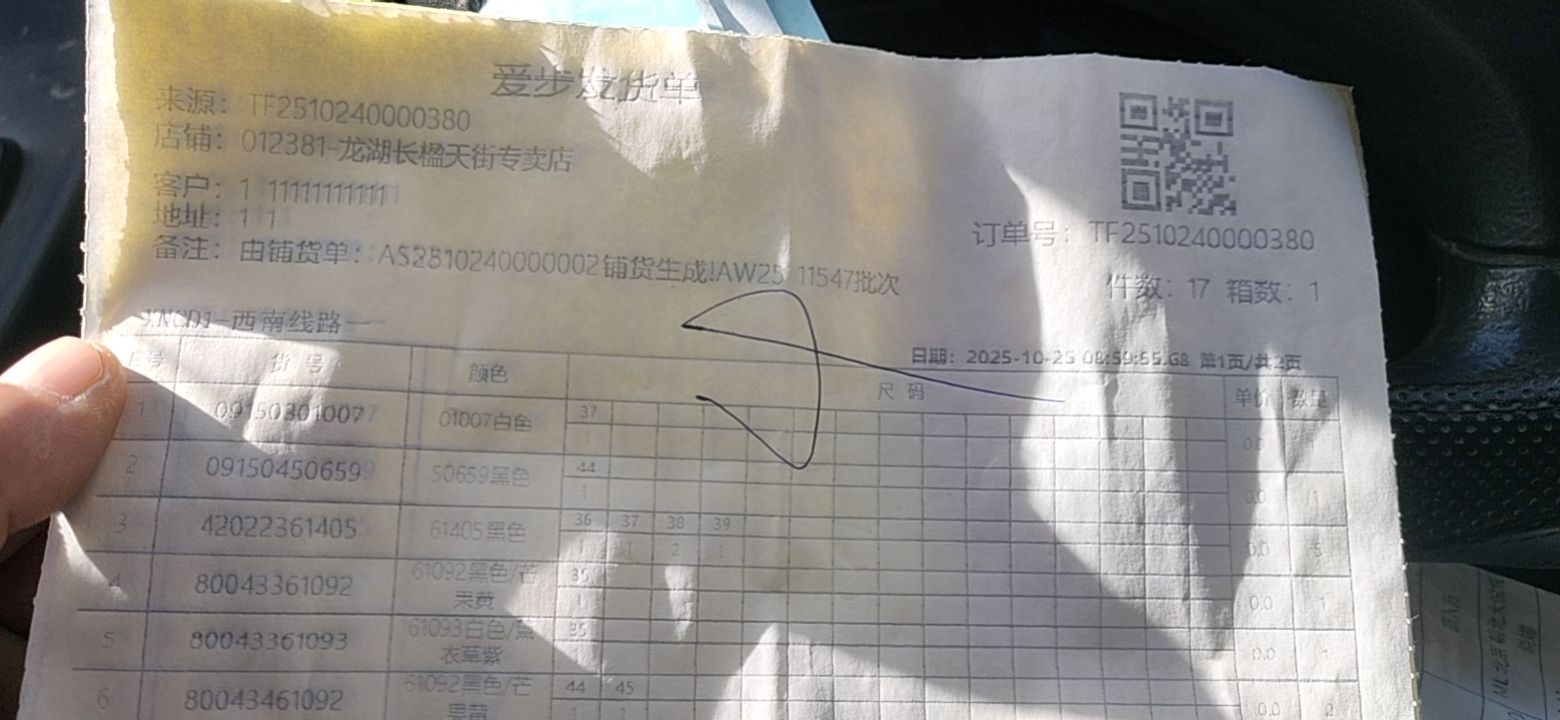 爱步发货单
来源：TF2510240000380
店铺：012381-龙湖长楹天街专卖店
客户：1 11111111111
地址：1 1 1
订单号：TF2510240000380
备注：由铺货单：AS2510240000002铺货生成!AW25 11547批次
件数：17 箱数：1
西南线路一
日期：2025-10-25 08:59:55.68 第1页/共2页
序号 货 号 颜色 尺 码 单价 数量
1 09150301007 01007白色 37 0.0
1
2 09150450659 50659黑色 44 0.0 1
1
3 42022361405 61405黑色 36 37 38 39 0.0 5
1 1 2 1
4 80043361092 61092黑色/芒果黄 35 0.0 1
1
5 80043361093 61093白色/薰衣草紫 35 0.0 1
6 80043461092 61092黑色/芒果黄 44 45 0.0 2
1 1